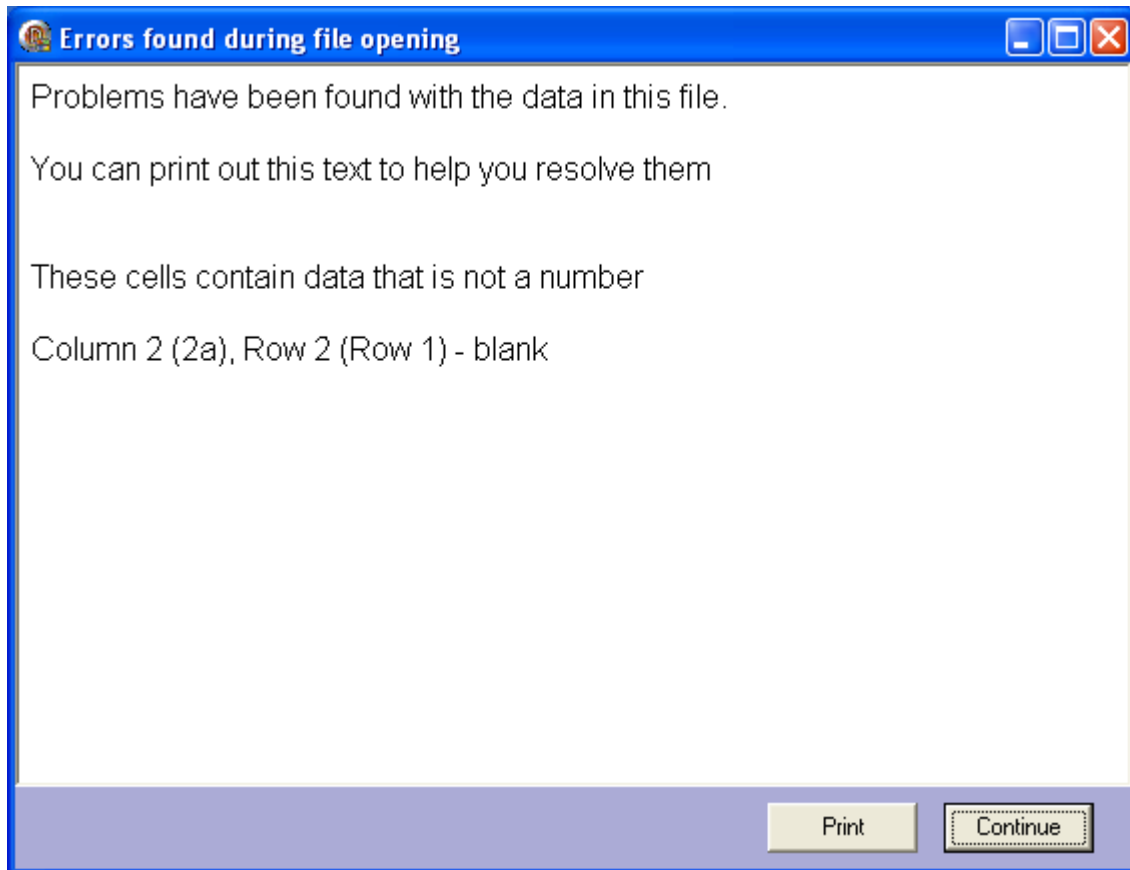 Errors found during file opening
Problems have been found with the data in this file.
You can print out this text to help you resolve them
These cells contain data that is not a number
Column 2 (2a), Row 2 (Row 1) - blank
Print
Continue